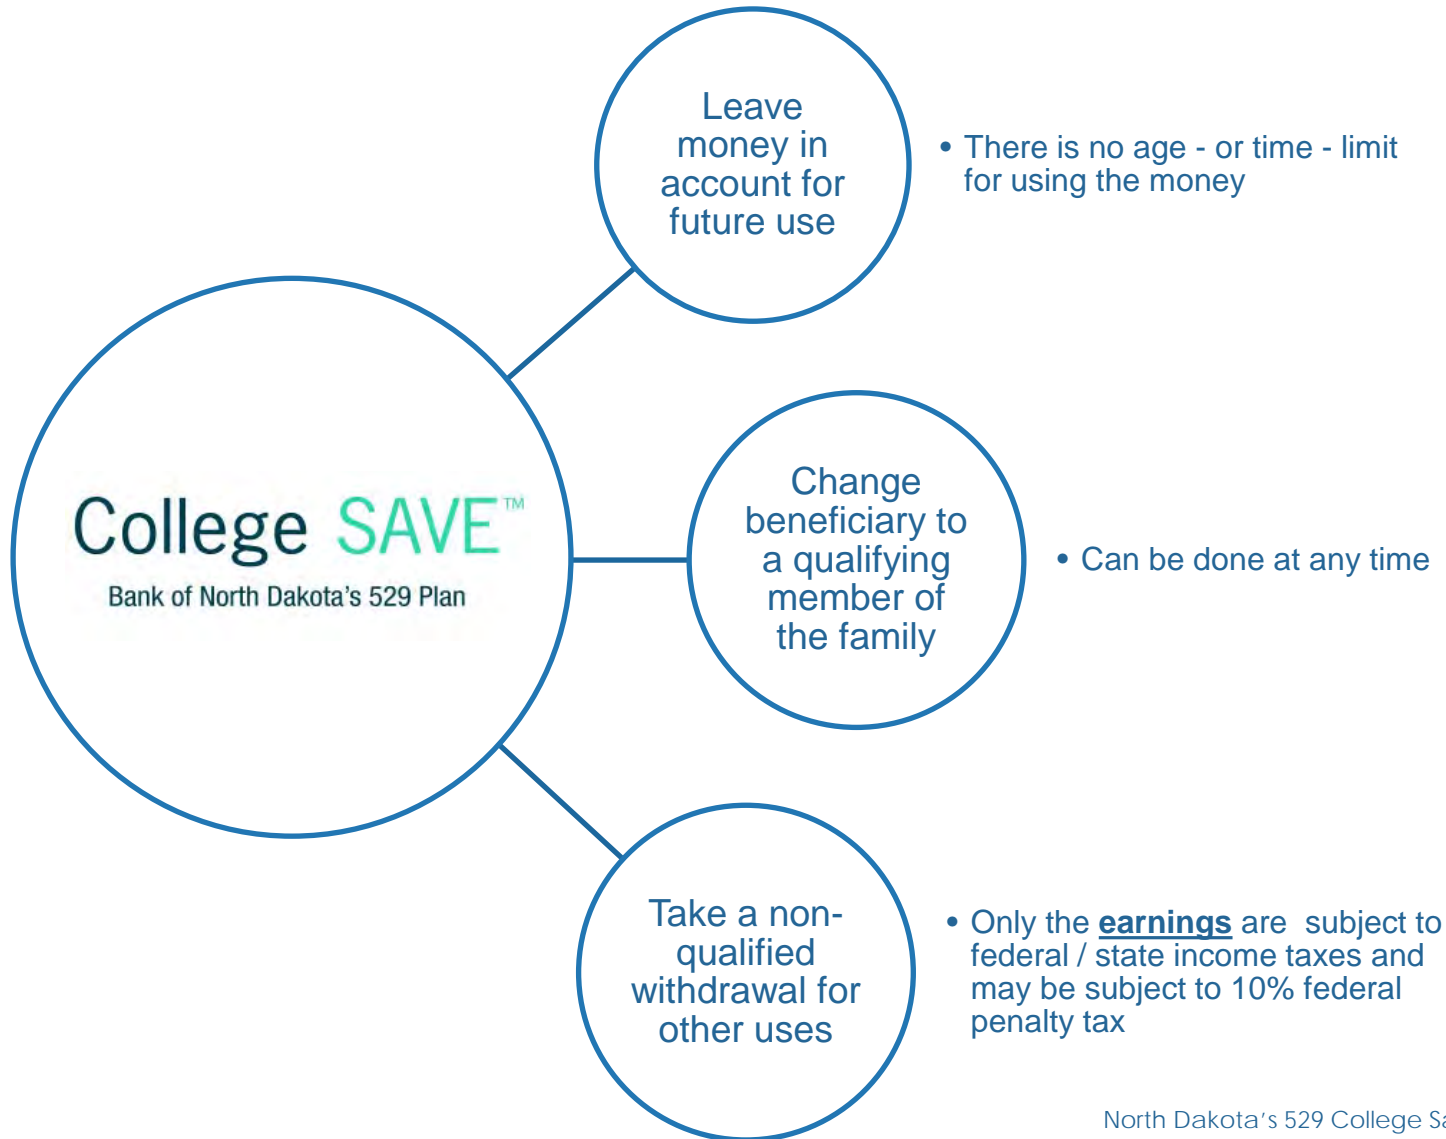 Leave
money in
account for
future use
• There is no age - or time - limit
for using the money
College SAVE™
Bank of North Dakota's 529 Plan
Change
beneficiary to
a qualifying
member of
the family
• Can be done at any time
Take a non-
qualified
withdrawal for
other uses
• Only the earnings are subject to
federal / state income taxes and
may be subject to 10% federal
penalty tax
North Dakota's 529 College Sa